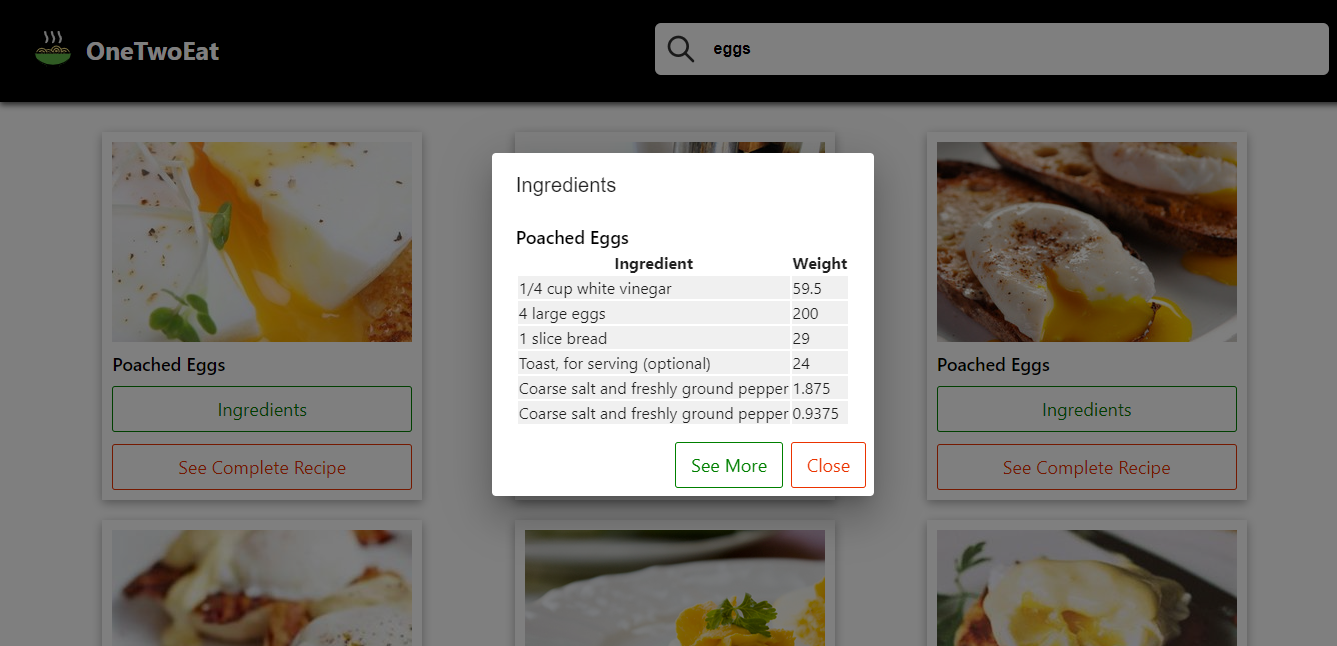 OneTwoEat
eggs
Ingredients
Poached Eggs
Ingredient Weight
1/4 cup white vinegar 59.5
4 large eggs 200
1 slice bread 29
Toast, for serving (optional) 24
Coarse salt and freshly ground pepper 1.875
Coarse salt and freshly ground pepper 0.9375
See More Close
Poached Eggs
Ingredients
See Complete Recipe
Poached Eggs
Ingredients
See Complete Recipe